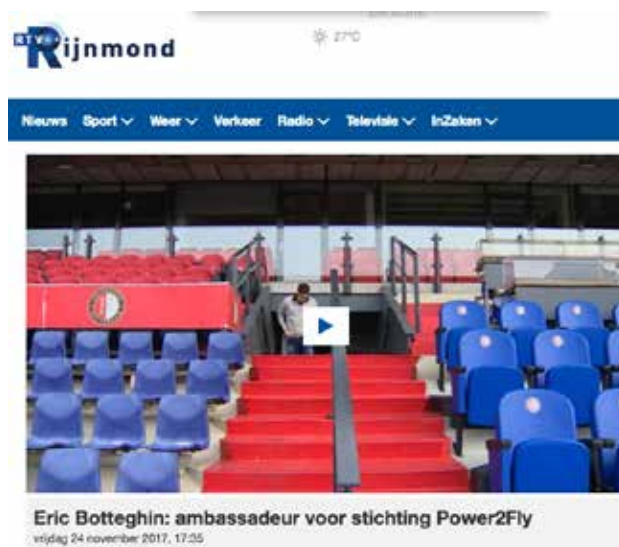 RTV Rijnmond
27°C
Nieuws Sport Weer Verkeer Radio Televisie InZaken
Eric Botteghin: ambassadeur voor stichting Power2Fly
vrijdag 24 november 2017, 17:35